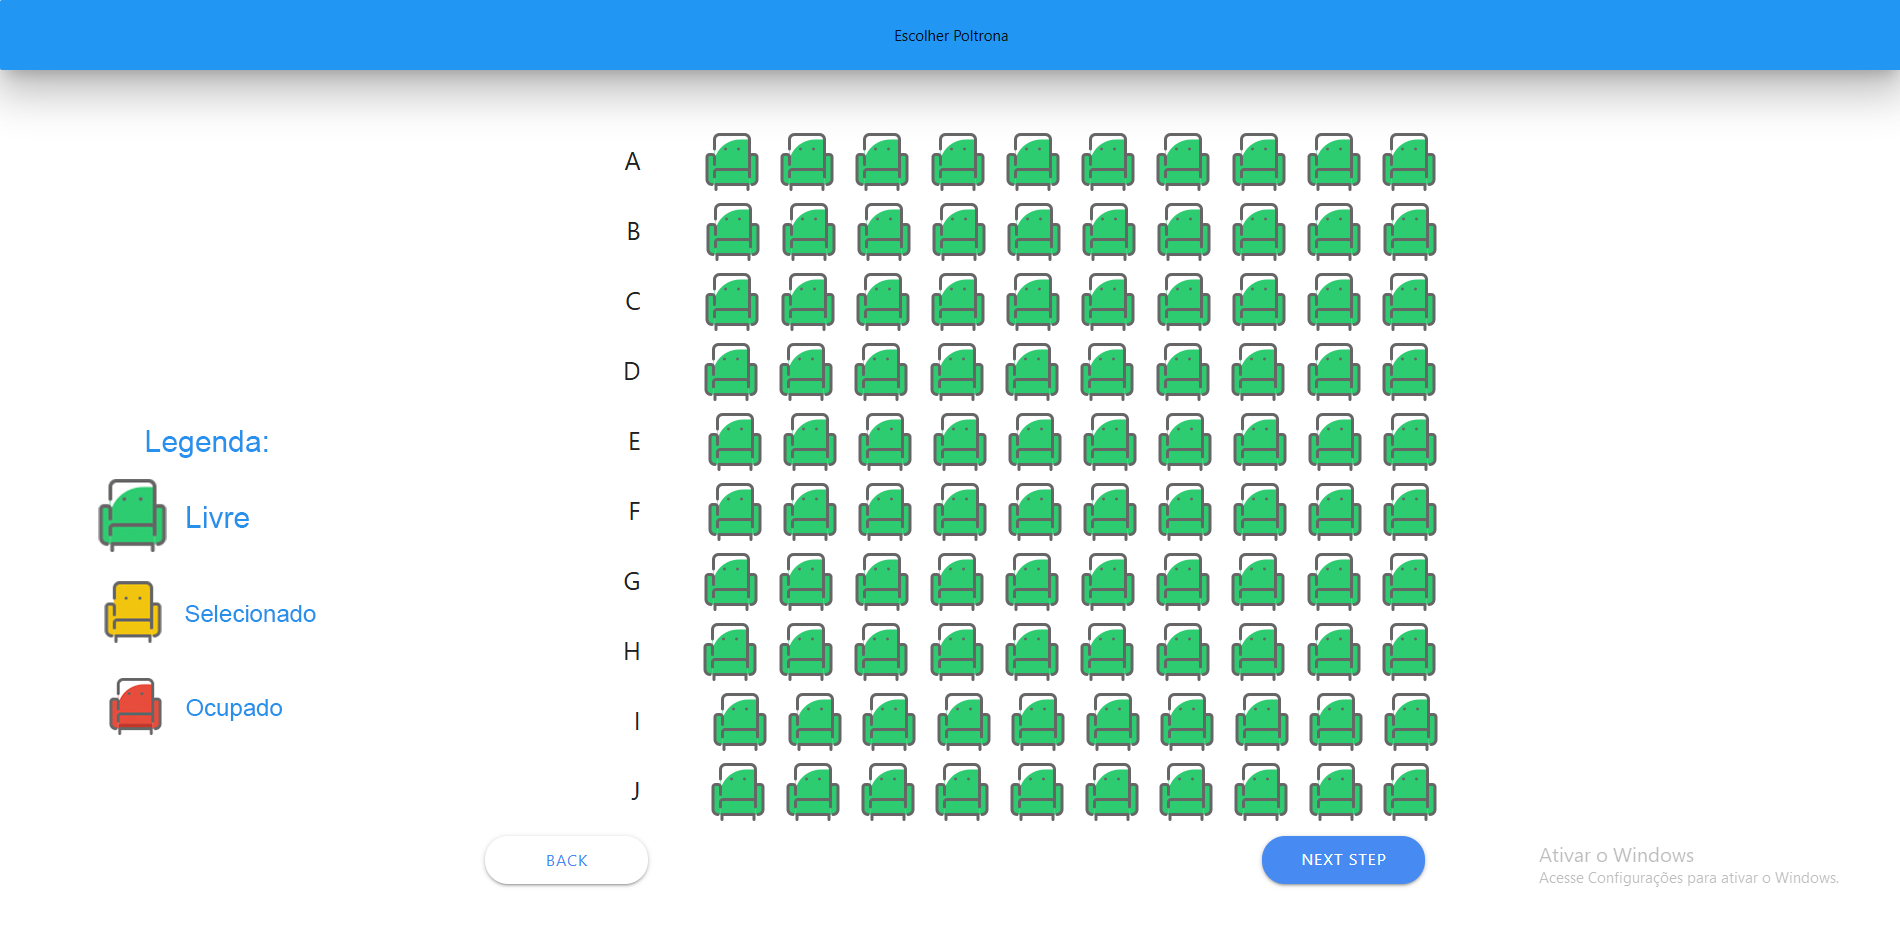 Escolher Poltrona
A
B
C
D
E
F
G
H
I
J
Legenda:
Livre
Selecionado
Ocupado
BACK
NEXT STEP
Ativar o Windows
Acesse Configurações para ativar o Windows.